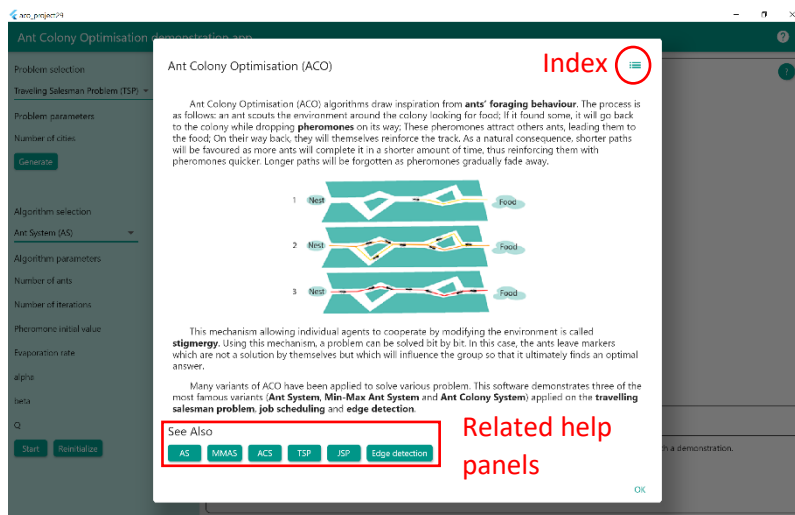 aco_project24
Ant Colony Optimisation demonstration app
?
Problem selection
Traveling Salesman Problem (TSP)
Problem parameters
Number of cities
Generate
Algorithm selection
Ant System (AS)
Algorithm parameters
Number of ants
Number of iterations
Pheromone initial value
Evaporation rate
alpha
beta
Q
Start Reinitialize
Ant Colony Optimisation (ACO)
Index
Ant Colony Optimisation (ACO) algorithms draw inspiration from ants' foraging behaviour. The process is
as follows: an ant scouts the environment around the colony looking for food; If it found some, it will go back
to the colony while dropping pheromones on its way; These pheromones attract others ants, leading them to
the food; On their way back, they will themselves reinforce the track. As a natural consequence, shorter paths
will be favoured as more ants will complete it in a shorter amount of time, thus reinforcing them with
pheromones quicker. Longer paths will be forgotten as pheromones gradually fade away.
1 Nest Food
2 Nest Food
3 Nest Food
This mechanism allowing individual agents to cooperate by modifying the environment is called
stigmergy. Using this mechanism, a problem can be solved bit by bit. In this case, the ants leave markers
which are not a solution by themselves but which will influence the group so that it ultimately finds an optimal
answer.
Many variants of ACO have been applied to solve various problem. This software demonstrates three of the
most famous variants (Ant System, Min-Max Ant System and Ant Colony System) applied on the travelling
salesman problem, job scheduling and edge detection.
See Also
AS MMAS ACS TSP JSP Edge detection
Related help
panels
OK
?
a demonstration.